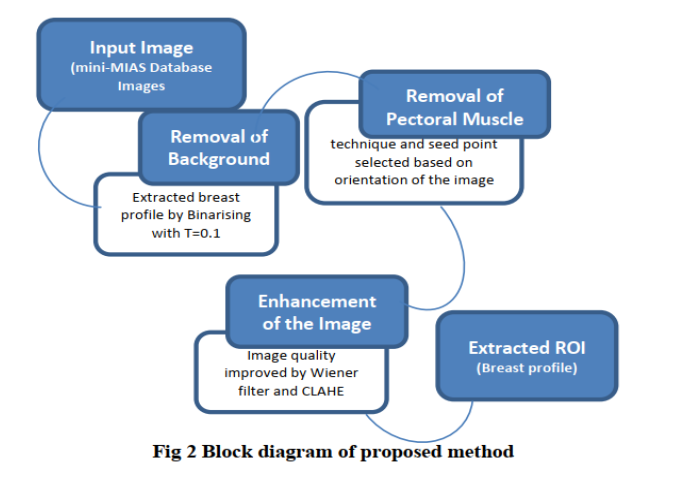 Input Image
(mini-MIAS Database
Images
Removal of
Background
Extracted breast
profile by Binarising
with T=0.1
Removal of
Pectoral Muscle
technique and seed point
selected based on
orientation of the image
Enhancement
of the Image
Image quality
improved by Wiener
filter and CLAHE
Extracted ROI
(Breast profile)
Fig 2 Block diagram of proposed method